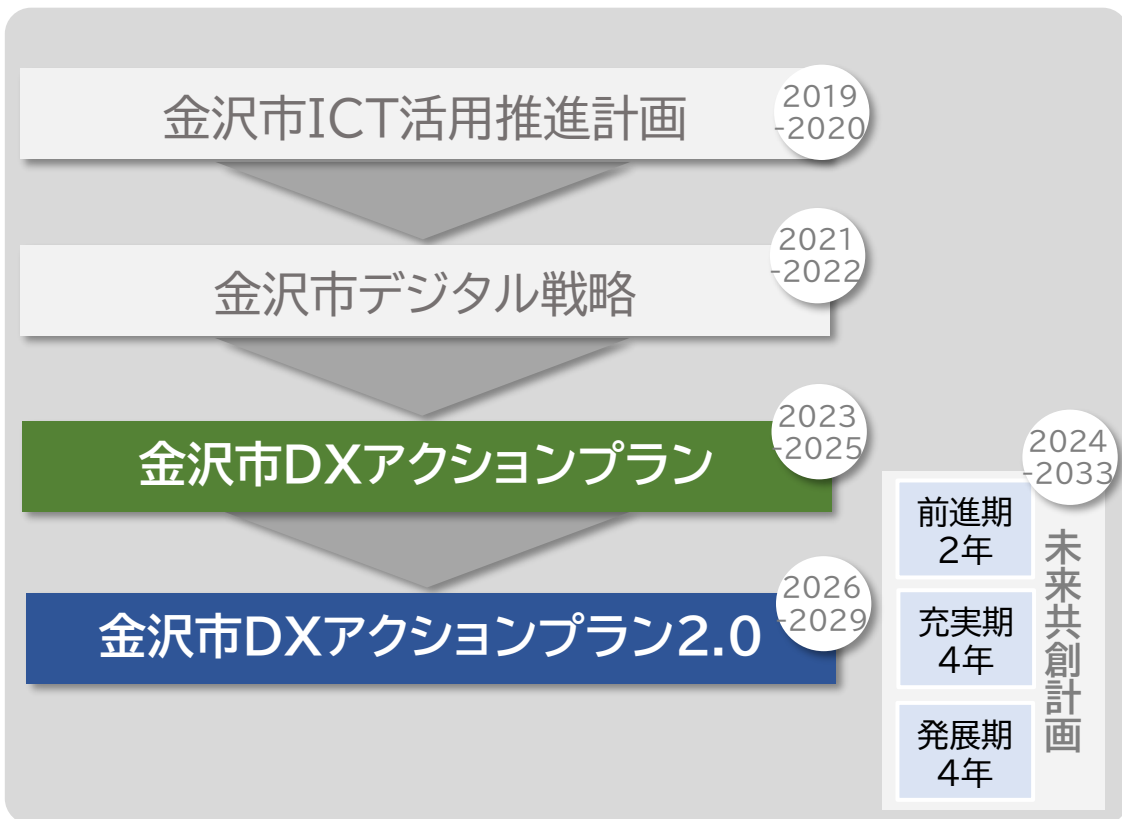 金沢市ICT活用推進計画
2019
-2020
金沢市デジタル戦略
2021
-2022
金沢市DXアクションプラン
2023
-2025
金沢市DXアクションプラン2.0
2026
-2029
2024
-2033
未来共創計画
前進期
2年
充実期
4年
発展期
4年